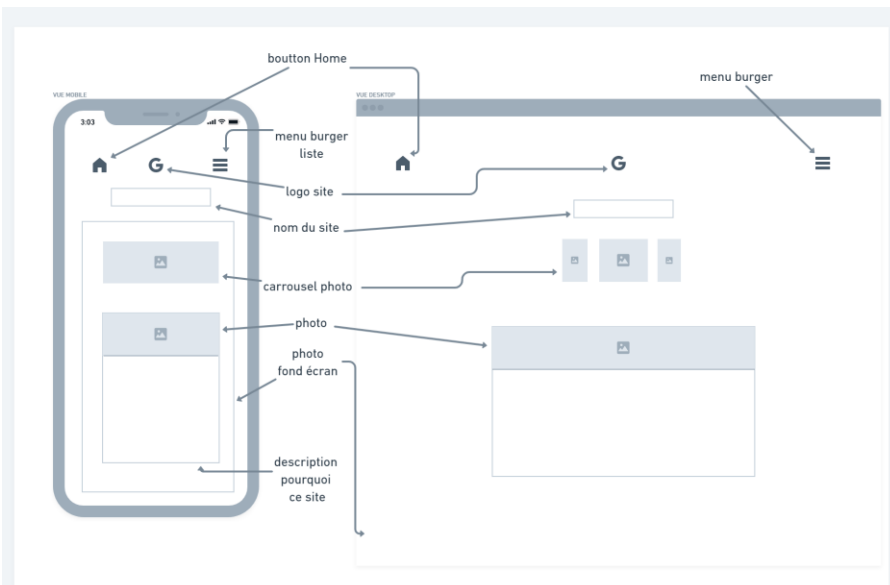 boutton Home
menu burger
VUE MOBILE
VUE DESKTOP
3:03
menu burger
liste
G
G
logo site
nom du site
carrousel photo
photo
photo
fond écran
description
pourquoi
ce site